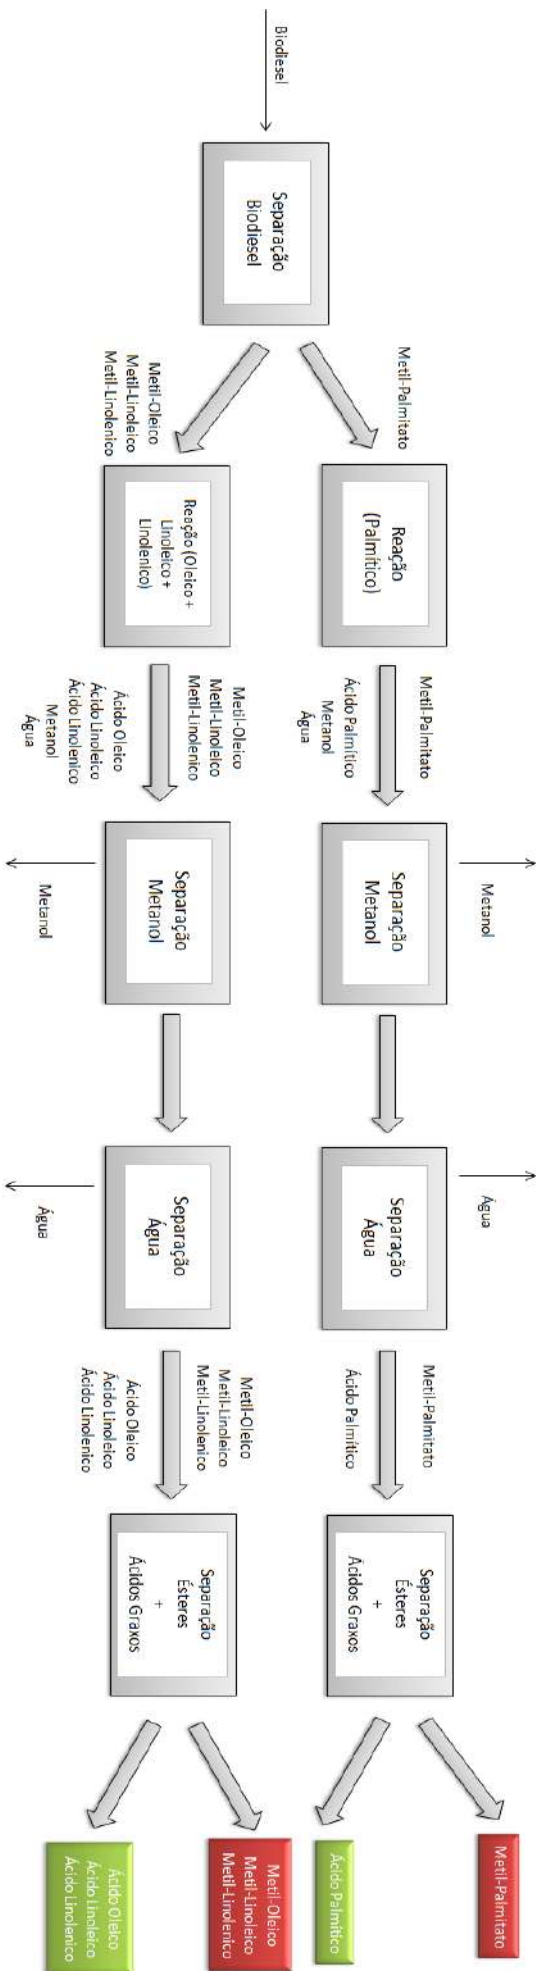 Biodiesel
Separação
Biodiesel
Metil-Palmitato
Metil-Oleico
Metil-Linoleico
Metil-Linolenico
Reação
(Palmítico)
Reação (Oleico +
Linoleico +
Linolenico)
Metil-Palmitato
Ácido Palmítico
Metanol
Água
Metil-Oleico
Metil-Linoleico
Metil-Linolenico
Ácido Oleico
Ácido Linoleico
Ácido Linolenico
Metanol
Água
Metanol
Separação
Metanol
Separação
Metanol
Metanol
Água
Separação
Água
Separação
Água
Água
Metil-Palmitato
Ácido Palmítico
Metil-Oleico
Metil-Linoleico
Metil-Linolenico
Ácido Oleico
Ácido Linoleico
Ácido Linolenico
Separação
Ésteres
+
Ácidos Graxos
Separação
Ésteres
+
Ácidos Graxos
Metil-Palmitato
Ácido Palmítico
Metil-Oleico
Metil-Linoleico
Metil-Linolenico
Ácido Oleico
Ácido Linoleico
Ácido Linolenico